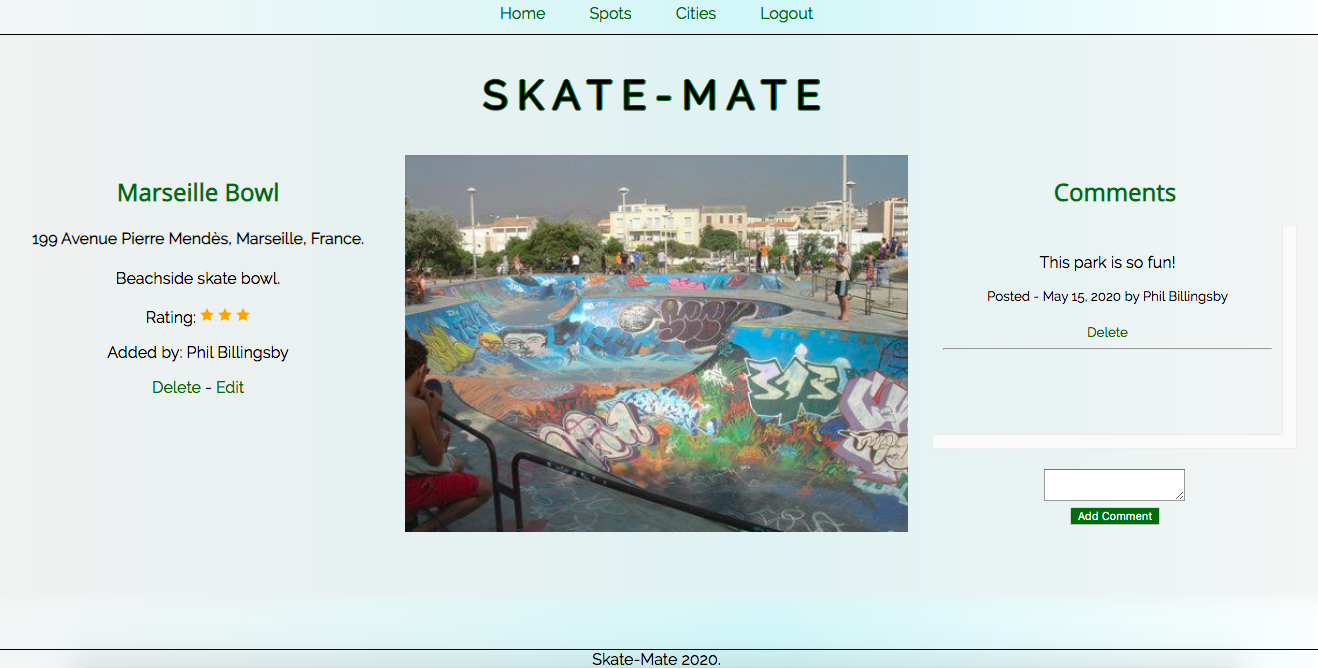 Home Spots Cities Logout
SKATE-MATE
Marseille Bowl
199 Avenue Pierre Mendès, Marseille, France.
Beachside skate bowl.
Rating: ★ ★ ★
Added by: Phil Billingsby
Delete - Edit
Comments
This park is so fun!
Posted - May 15, 2020 by Phil Billingsby
Delete
Add Comment
Skate-Mate 2020.